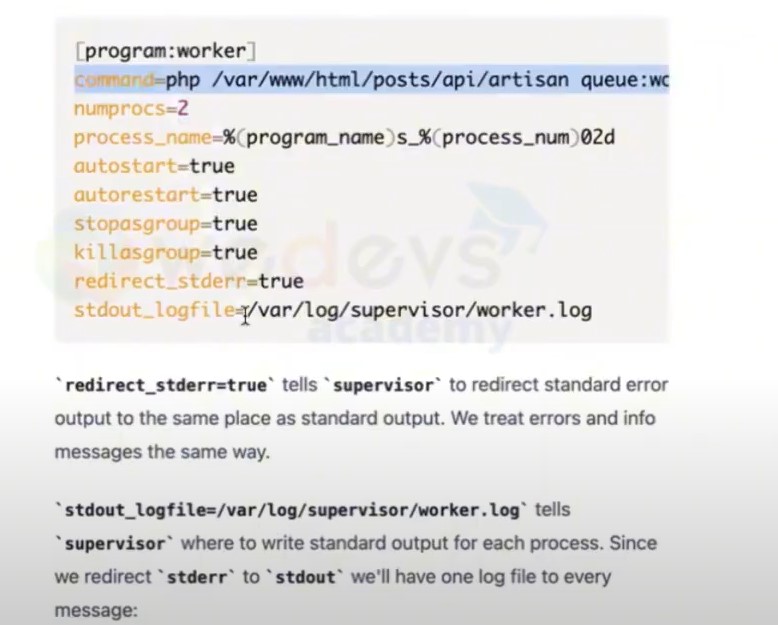 [program:worker]
command=php /var/www/html/posts/api/artisan queue:wo
numprocs=2
process_name=%(program_name)s_%(process_num)02d
autostart=true
autorestart=true
stopasgroup=true
killasgroup=true
redirect_stderr=true
stdout_logfile=/var/log/supervisor/worker.log
wedevs
academy
`redirect_stderr=true` tells `supervisor` to redirect standard error
output to the same place as standard output. We treat errors and info
messages the same way.
`stdout_logfile=/var/log/supervisor/worker.log` tells
`supervisor` where to write standard output for each process. Since
we redirect `stderr` to `stdout` we'll have one log file to every
message: